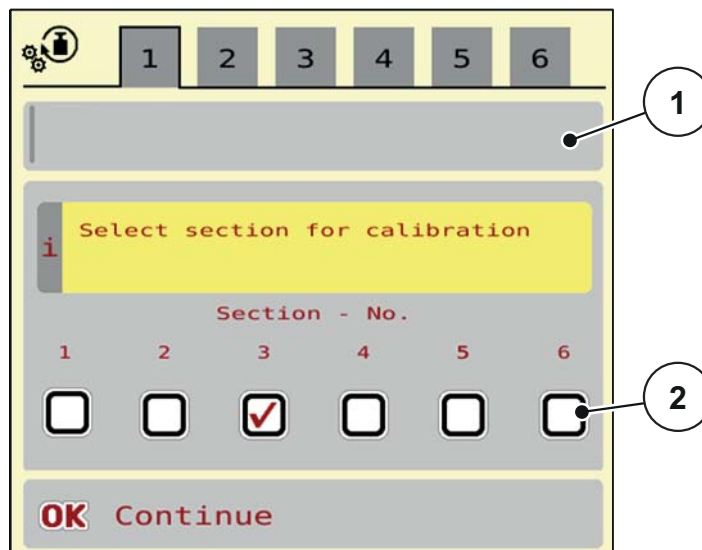 1 2 3 4 5 6
1
i Select section for calibration
Section - No.
1 2 3 4 5 6
2
OK Continue